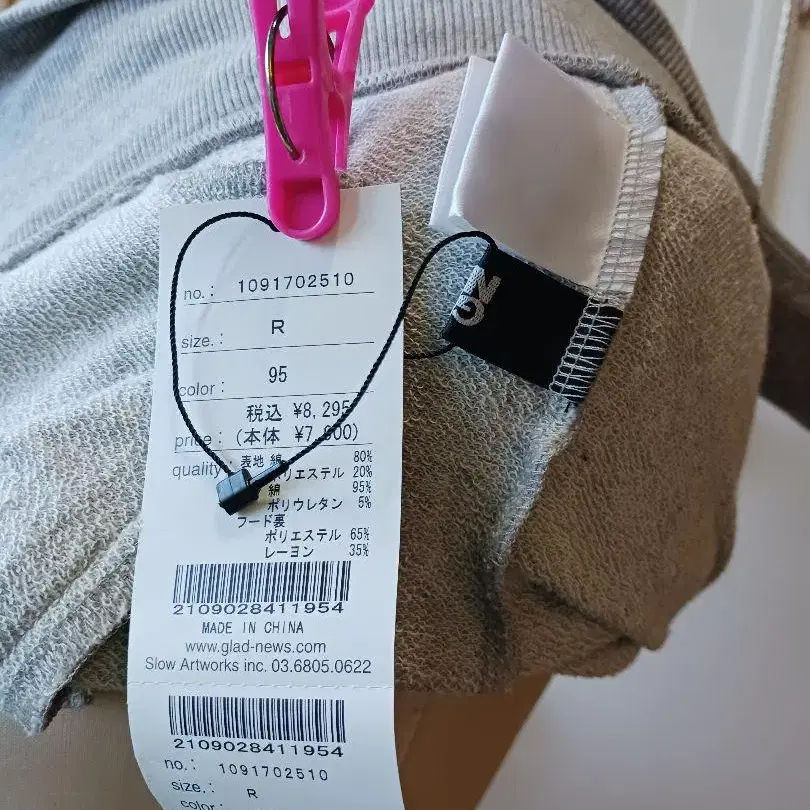 no.: 1091702510
size.: R
color: 95
税込 ¥8,295
price: (本体 ¥7,900)
quality: 表地 綿 80%
ポリエステル 20%
綿 95%
ポリウレタン 5%
フード裏
ポリエステル 65%
レーヨン 35%
2109028411954
MADE IN CHINA
www.glad-news.com
Slow Artworks inc. 03.6805.0622
2109028411954
no.: 1091702510
size.: R
color:
GN